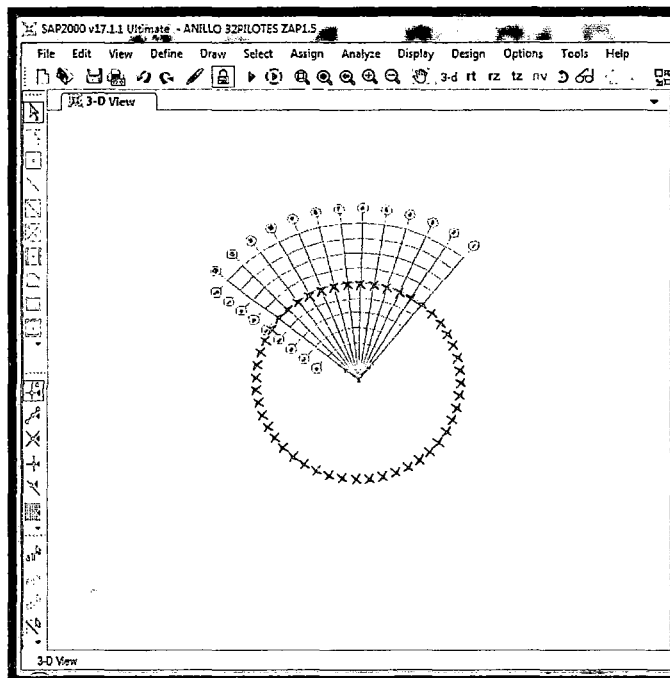 SAP2000 v17.1.1 Ultimate - ANILLO 32PILOTES ZAP1.5
File Edit View Define Draw Select Assign Analyze Display Design Options Tools Help
3-d rt rz tz nv
3-D View
3-D View